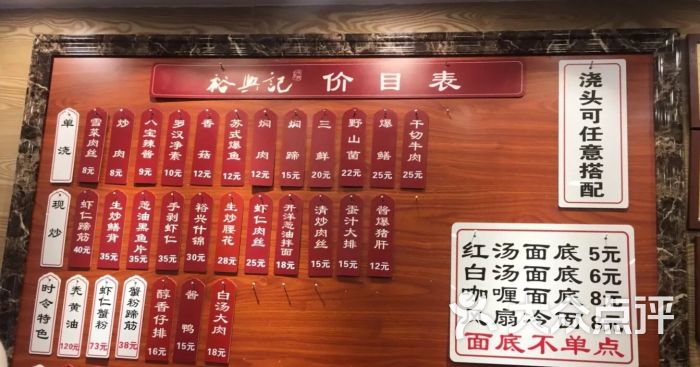 裕興記 价目表
浇头可任意搭配
单浇
雪菜肉丝 8元
炒肉 8元
八宝辣酱 9元
罗汉净素 10元
香菇 12元
苏式爆鱼 12元
焖肉 12元
焖蹄 15元
三鲜 20元
野山菌 22元
爆鳝 25元
干切牛肉 25元
现炒
虾仁蹄筋 40元
生炒鳝背 35元
葱油黑鱼片 35元
手剥虾仁 35元
裕兴什锦 30元
生炒腰花 28元
虾仁肉丝 25元
开洋葱油拌面 18元
清炒肉丝 15元
蛋汁大排 15元
酱爆猪肝 12元
时令特色
秃黄油 120元
虾仁蟹粉 73元
蟹粉蹄筋 38元
醇香仔排 16元
酱鸭 15元
白汤大肉 18元
红汤面底 5元
白汤面底 6元
咖喱面底 8元
风扇冷面 8元
面底不单点
大众点评